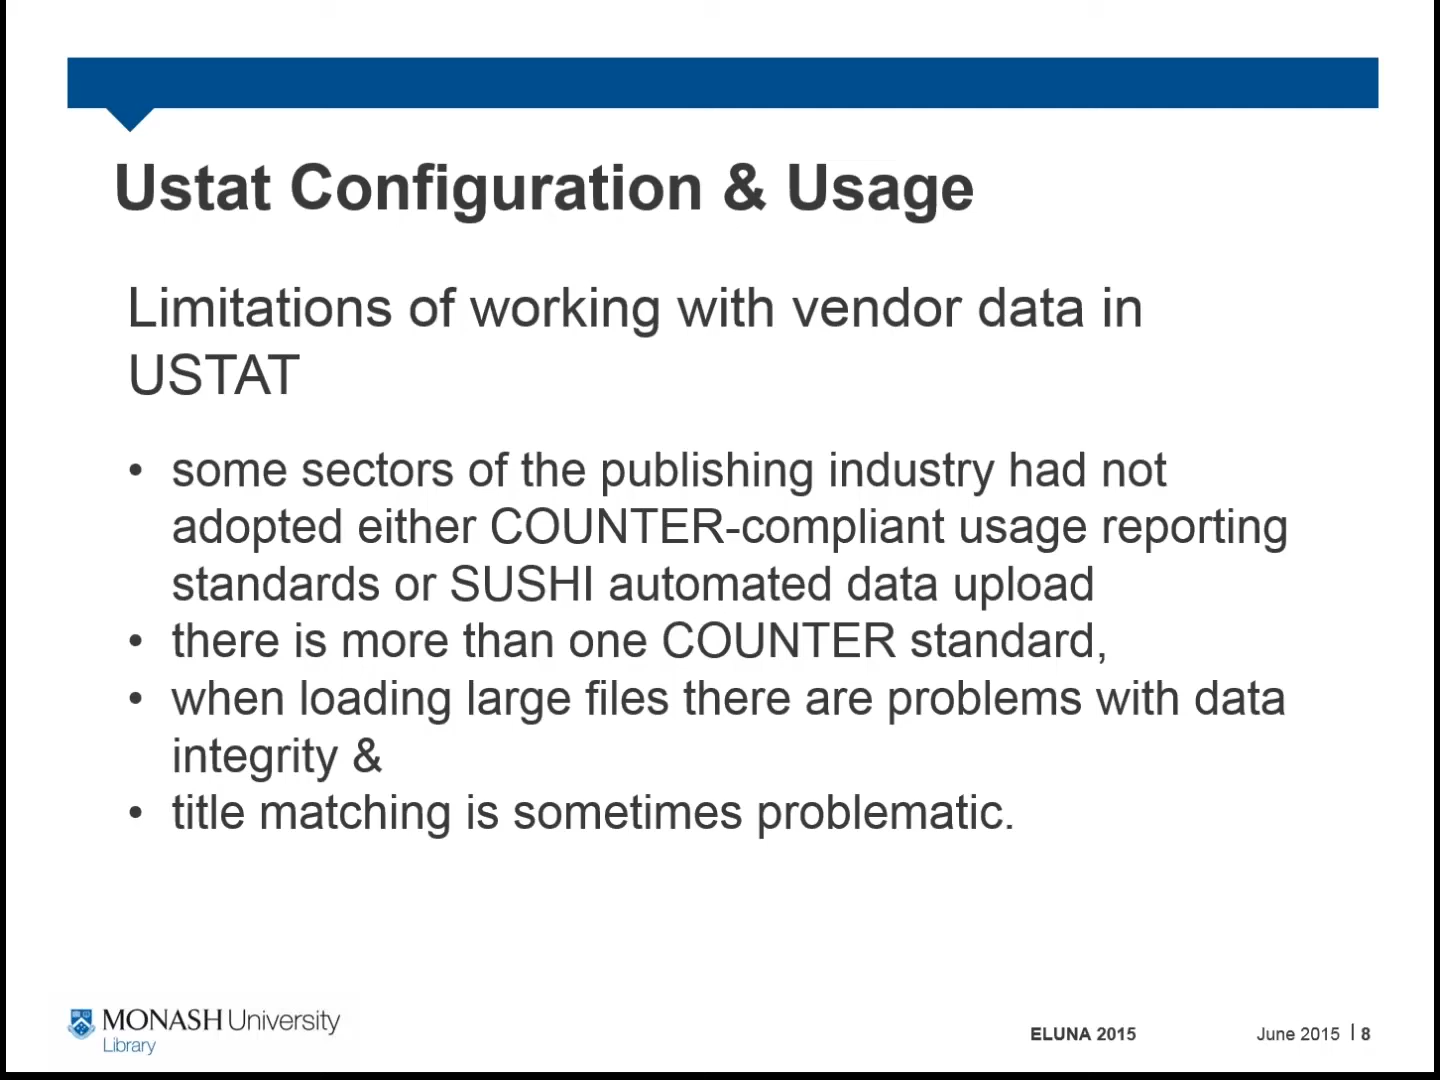 Ustat Configuration & Usage
Limitations of working with vendor data in
USTAT
• some sectors of the publishing industry had not
adopted either COUNTER-compliant usage reporting
standards or SUSHI automated data upload
• there is more than one COUNTER standard,
• when loading large files there are problems with data
integrity &
• title matching is sometimes problematic.
MONASH University
Library
ELUNA 2015
June 2015 | 8